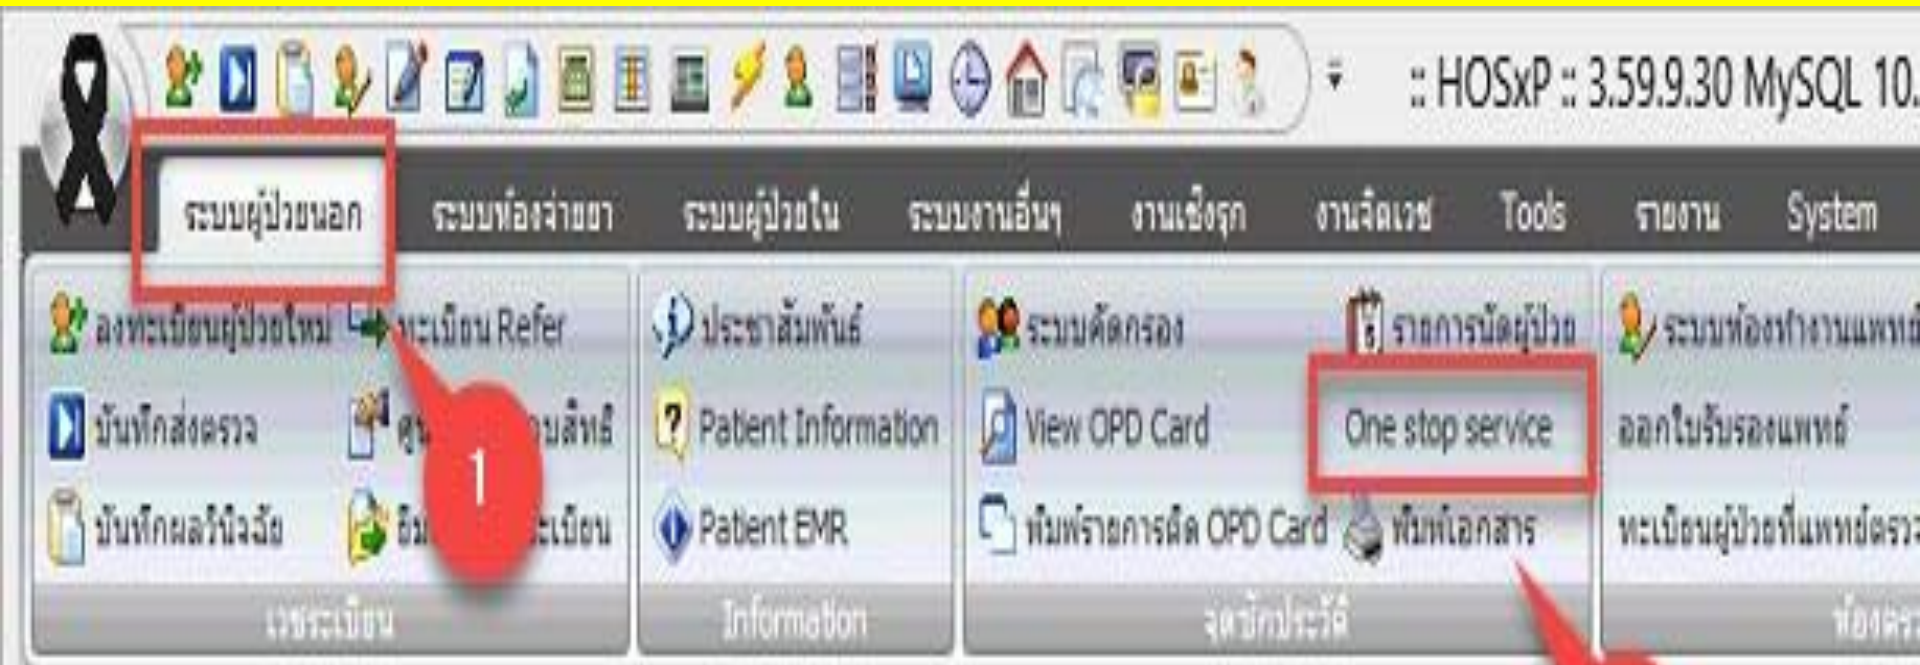 :: HOSxP :: 3.59.9.30 MySQL 10.
ระบบผู้ป่วยนอก ระบบห้องจ่ายยา ระบบผู้ป่วยใน ระบบงานอื่นๆ งานเชิงรุก งานจิตเวช Tools รายงาน System
ลงทะเบียนผู้ป่วยใหม่ ทะเบียน Refer ประชาสัมพันธ์ ระบบคัดกรอง 5 รายการนัดผู้ป่วย ระบบห้องทำงานแพทย์
บันทึกส่งตรวจ Patient Information View OPD Card One stop service ออกใบรับรองแพทย์
1
บันทึกผลวินิจฉัย Patient EMR พิมพ์รายการผิด OPD Card พิมพ์เอกสาร ทะเบียนผู้ป่วยที่แพทย์ตรวจ
เวชระเบียน Information จุดซักประวัติ ห้องตรว